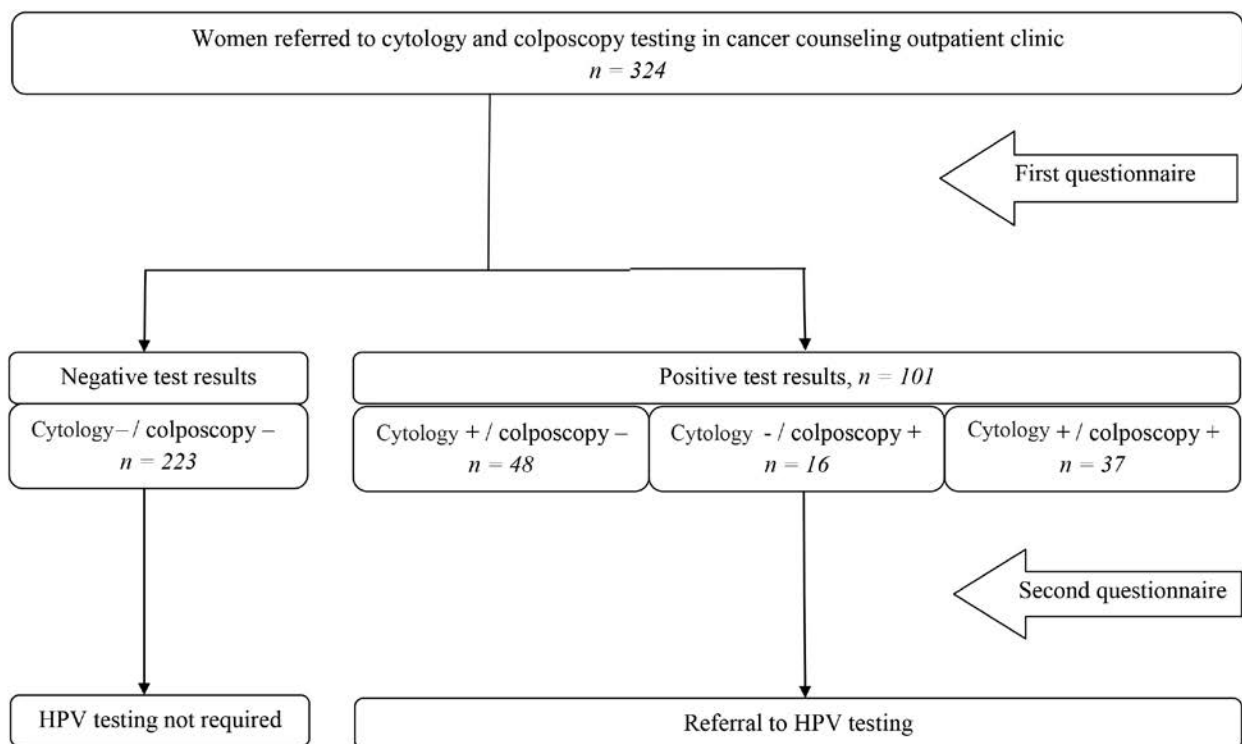 Women referred to cytology and colposcopy testing in cancer counseling outpatient clinic
n = 324
First questionnaire
Negative test results
Positive test results, n = 101
Cytology – / colposcopy –
n = 223
Cytology + / colposcopy –
n = 48
Cytology - / colposcopy +
n = 16
Cytology + / colposcopy +
n = 37
Second questionnaire
HPV testing not required
Referral to HPV testing